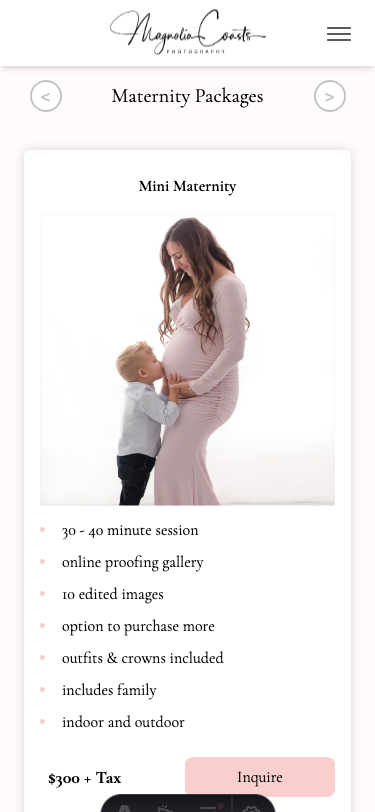 Magnolia Coasts
PHOTOGRAPHY
<
Maternity Packages
>
Mini Maternity
30 - 40 minute session
online proofing gallery
10 edited images
option to purchase more
outfits & crowns included
includes family
indoor and outdoor
$300 + Tax
Inquire